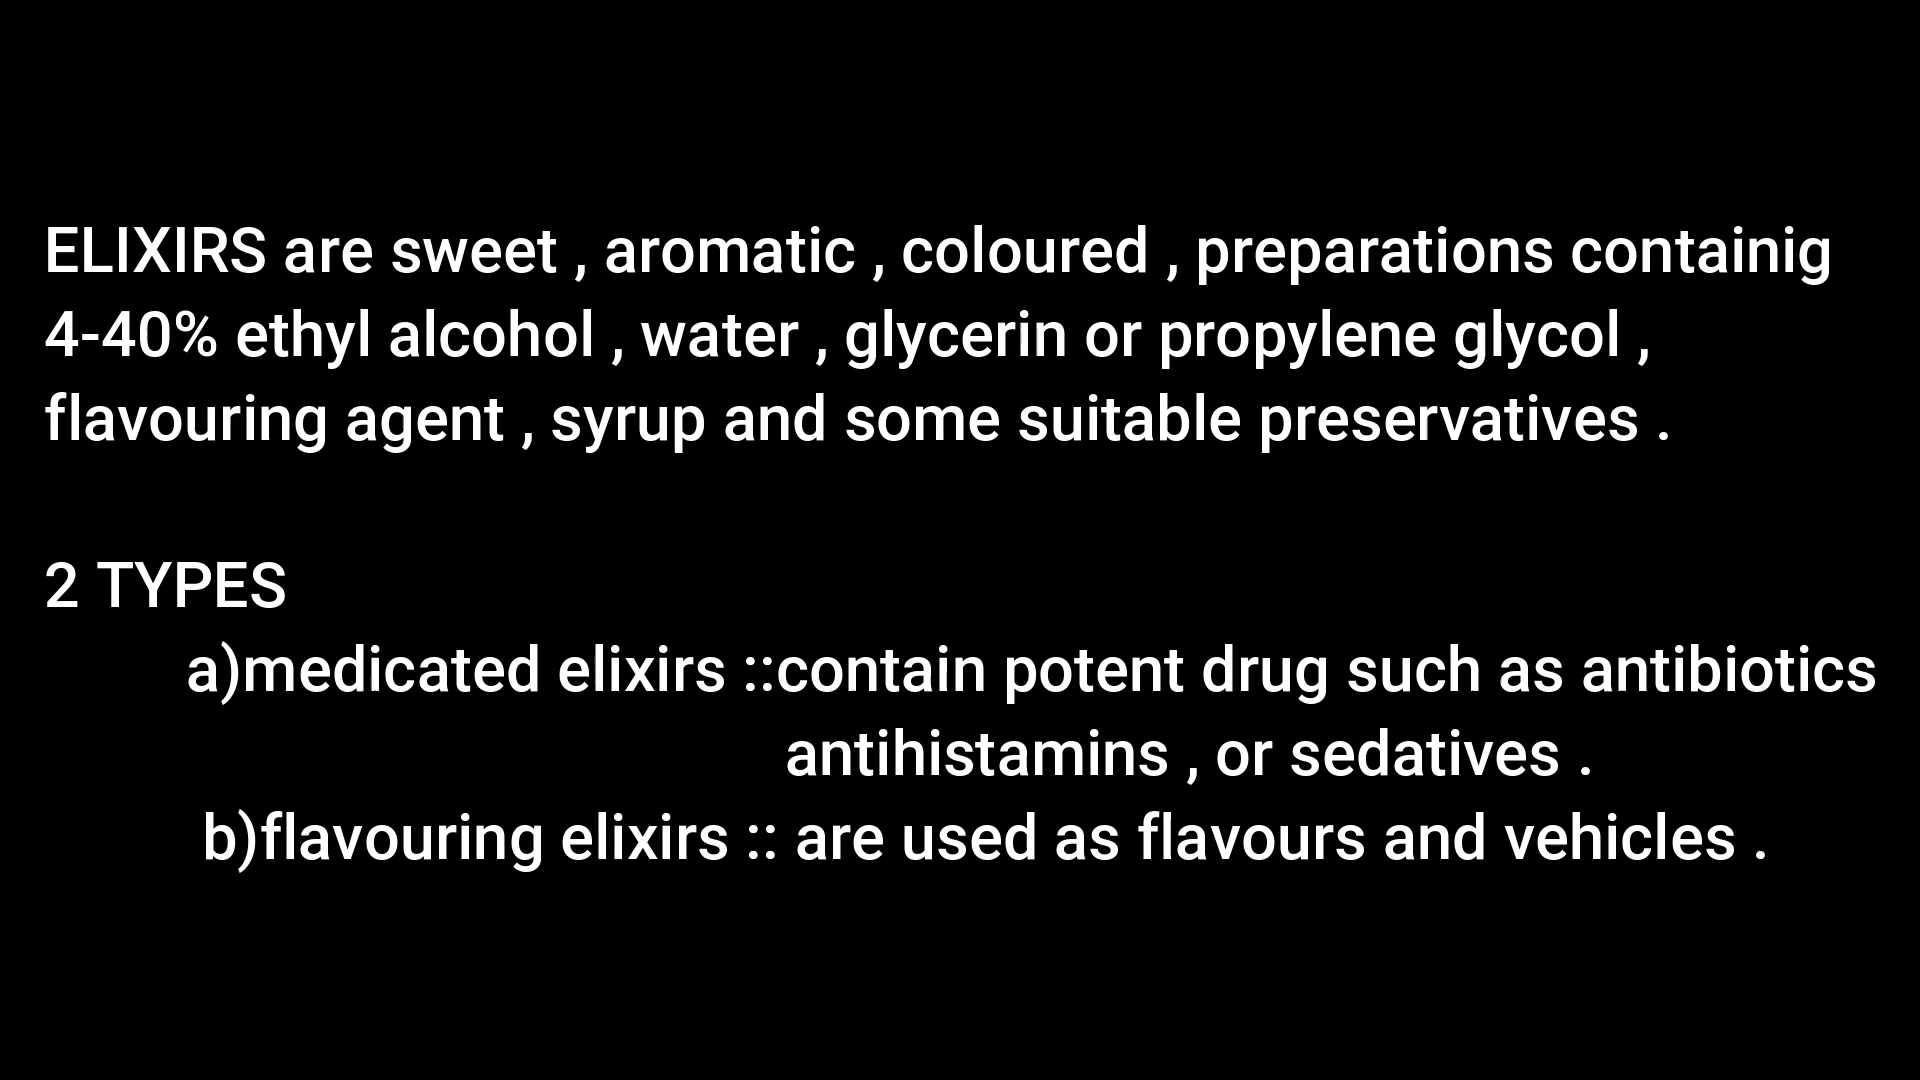 ELIXIRS are sweet , aromatic , coloured , preparations containig
4-40% ethyl alcohol , water , glycerin or propylene glycol ,
flavouring agent , syrup and some suitable preservatives .
2 TYPES
a)medicated elixirs ::contain potent drug such as antibiotics
antihistamins , or sedatives .
b)flavouring elixirs :: are used as flavours and vehicles .